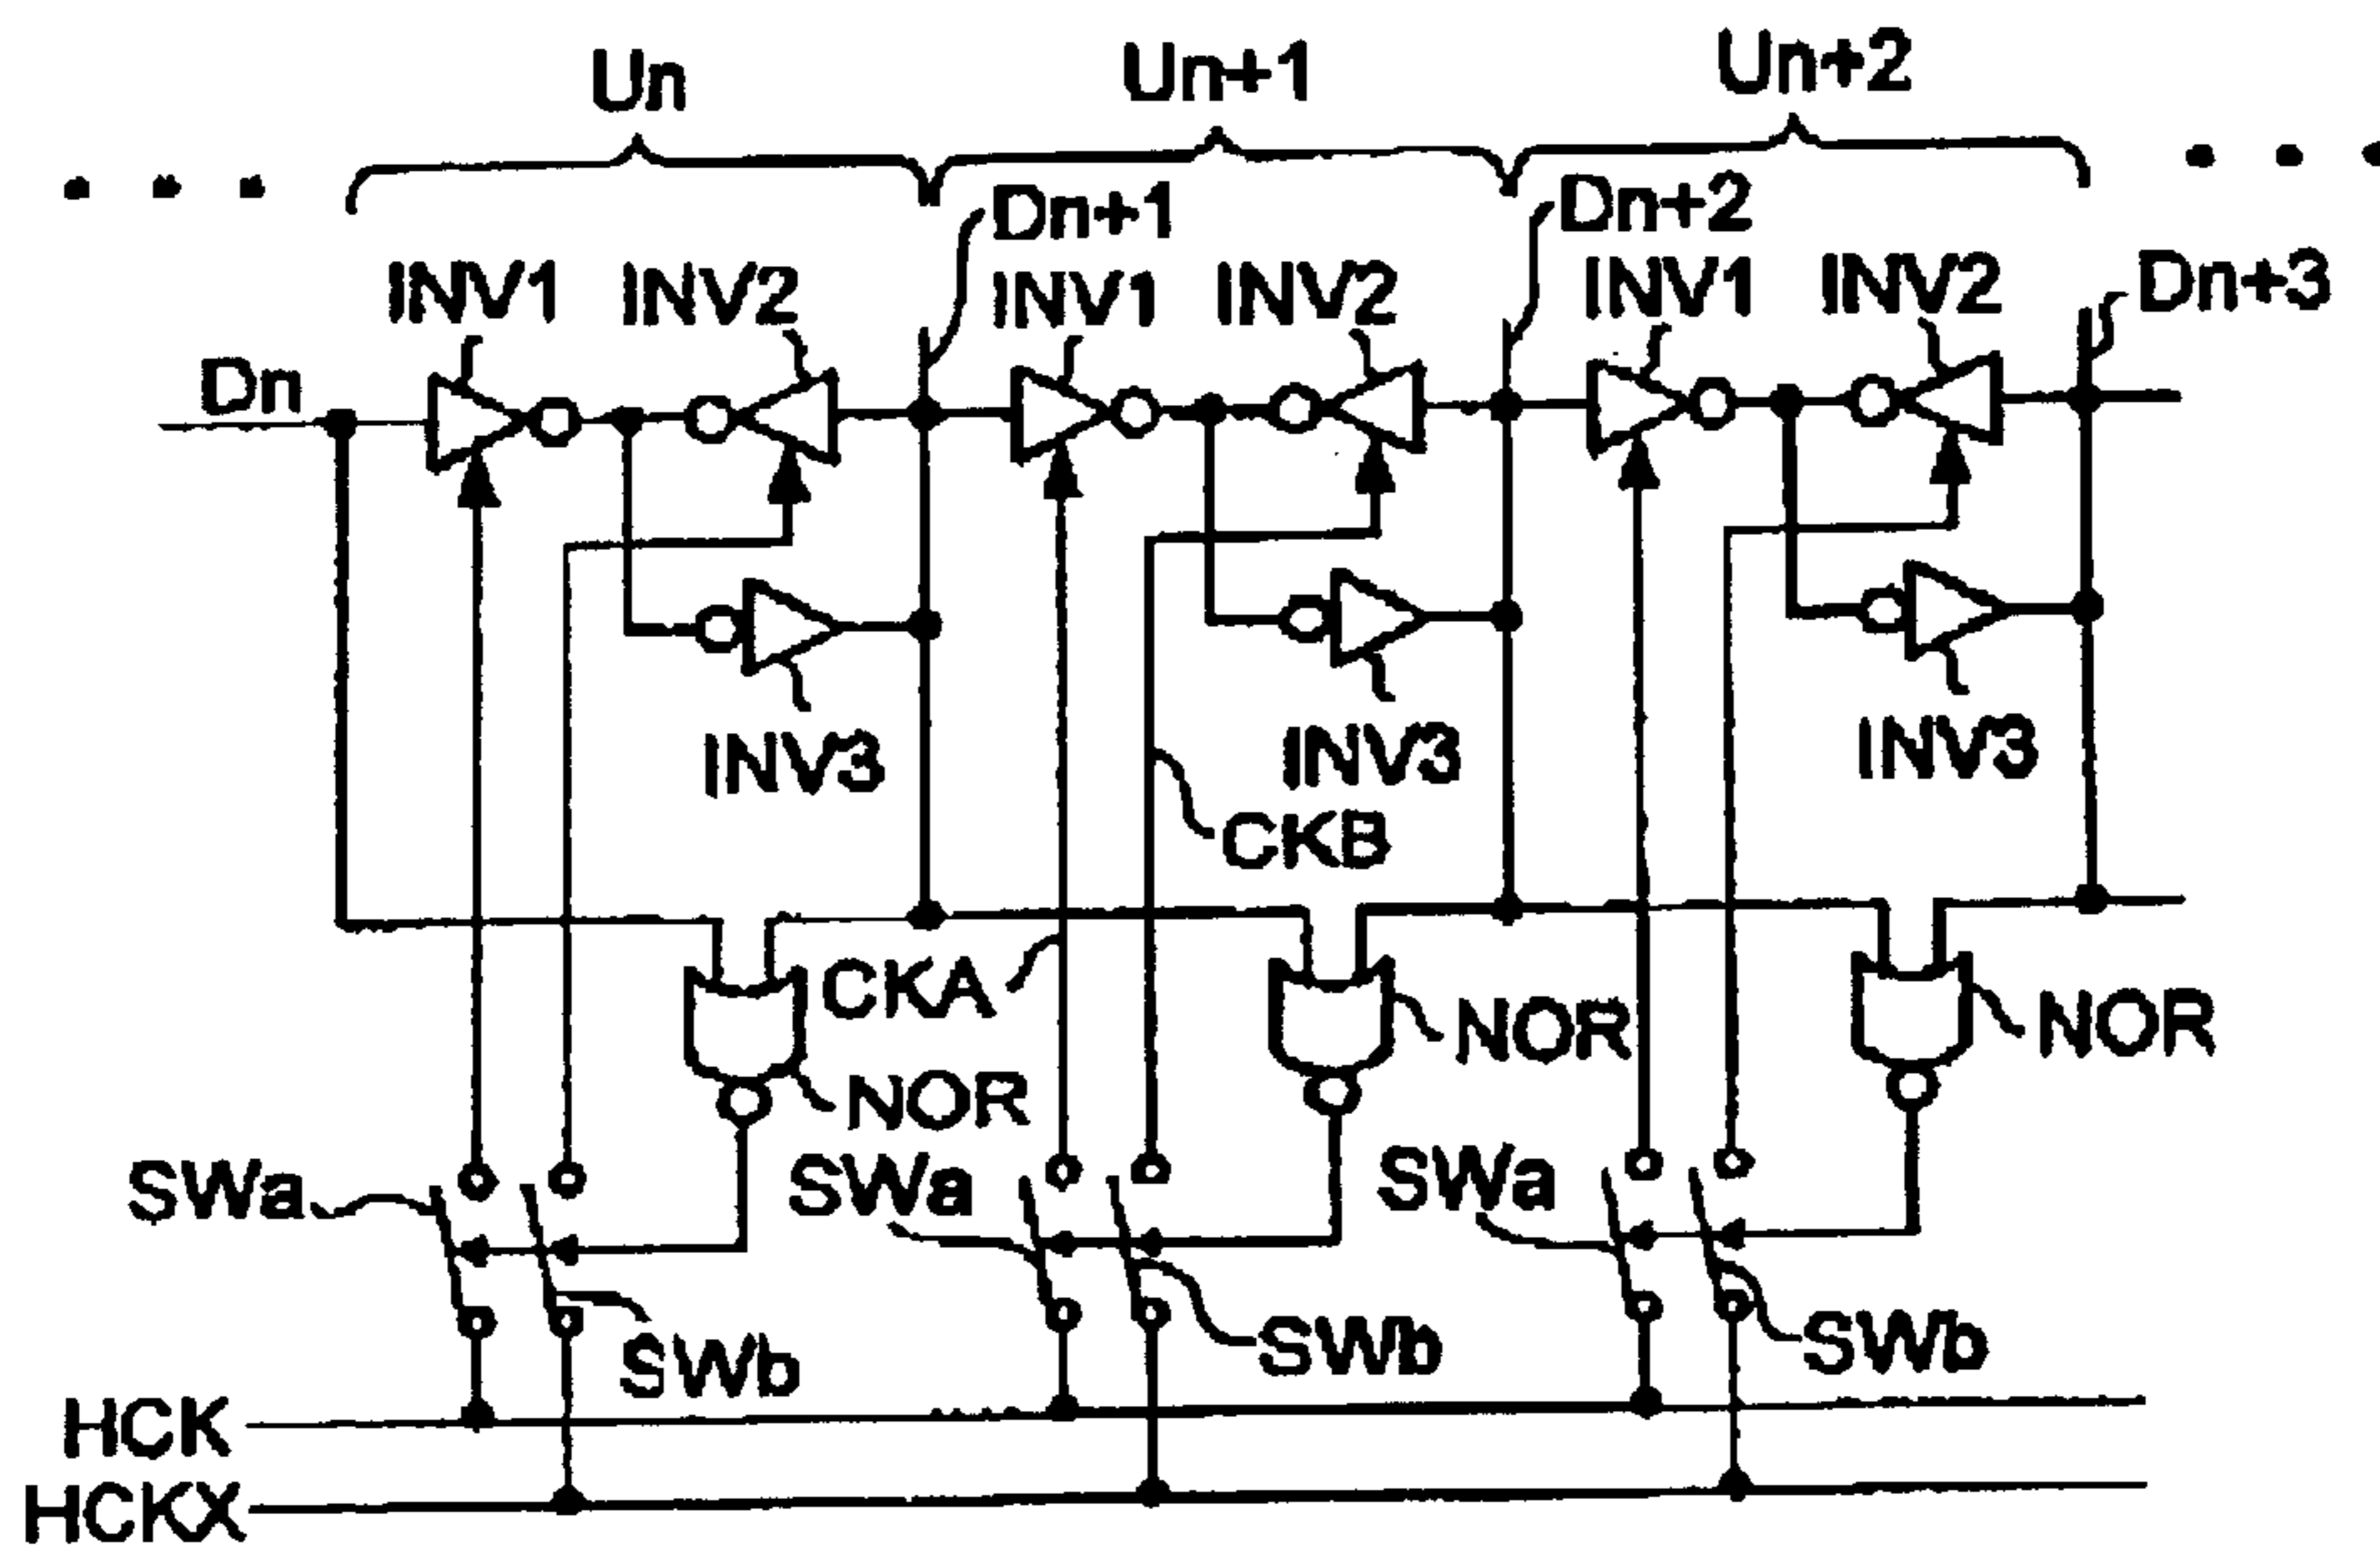 Un
Un+1
Un+2
Dn+1
Dn+2
INV1
INV2
INV1
INV2
INV1
INV2
Dn+3
Dn
INV3
INV3
INV3
CKB
CKA
NOR
NOR
NOR
SWa
SWa
SWa
SWb
SWb
SWb
HCK
HCKX